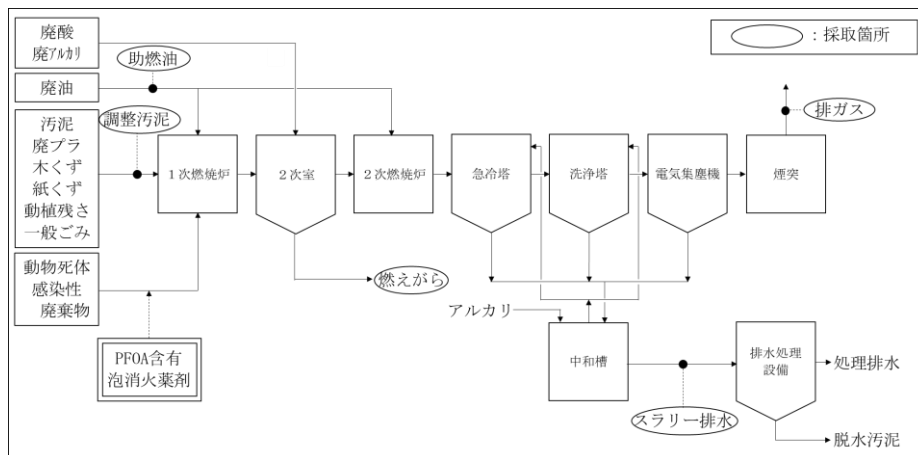 廃酸
廃アルカリ
助燃油
：採取箇所
廃油
汚泥
廃プラ
木くず
紙くず
動植残さ
一般ごみ
調整汚泥
排ガス
1次燃焼炉
2次室
2次燃焼炉
急冷塔
洗浄塔
電気集塵機
煙突
動物死体
感染性
廃棄物
燃えがら
アルカリ
PFOA含有
泡消火薬剤
中和槽
排水処理
設備
処理排水
スラリー排水
脱水汚泥